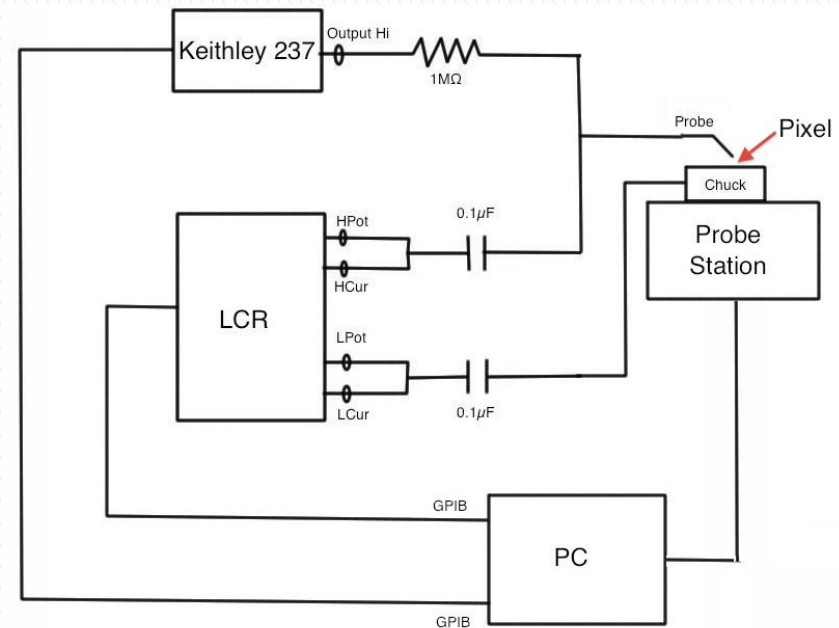 Keithley 237
Output Hi
1MΩ
Probe
Pixel
Chuck
Probe
Station
LCR
HPot
HCur
0.1µF
LPot
LCur
0.1µF
GPIB
PC
GPIB